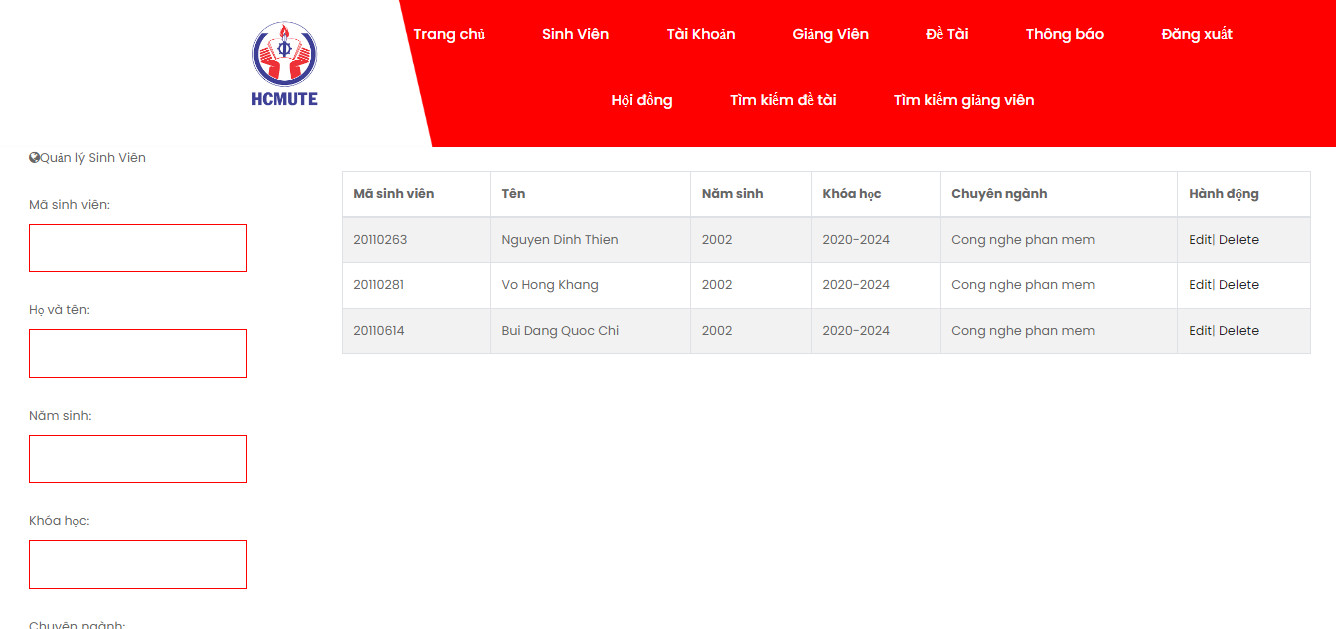 Trang chủ Sinh Viên Tài Khoản Giảng Viên Đề Tài Thông báo Đăng xuất
HCMUTE
Hội đồng Tìm kiếm đề tài Tìm kiếm giảng viên
Quản lý Sinh Viên
Mã sinh viên:
Họ và tên:
Năm sinh:
Khóa học:
Chuyên ngành:
Mã sinh viên Tên Năm sinh Khóa học Chuyên ngành Hành động
20110263 Nguyen Dinh Thien 2002 2020-2024 Cong nghe phan mem Edit| Delete
20110281 Vo Hong Khang 2002 2020-2024 Cong nghe phan mem Edit| Delete
20110614 Bui Dang Quoc Chi 2002 2020-2024 Cong nghe phan mem Edit| Delete